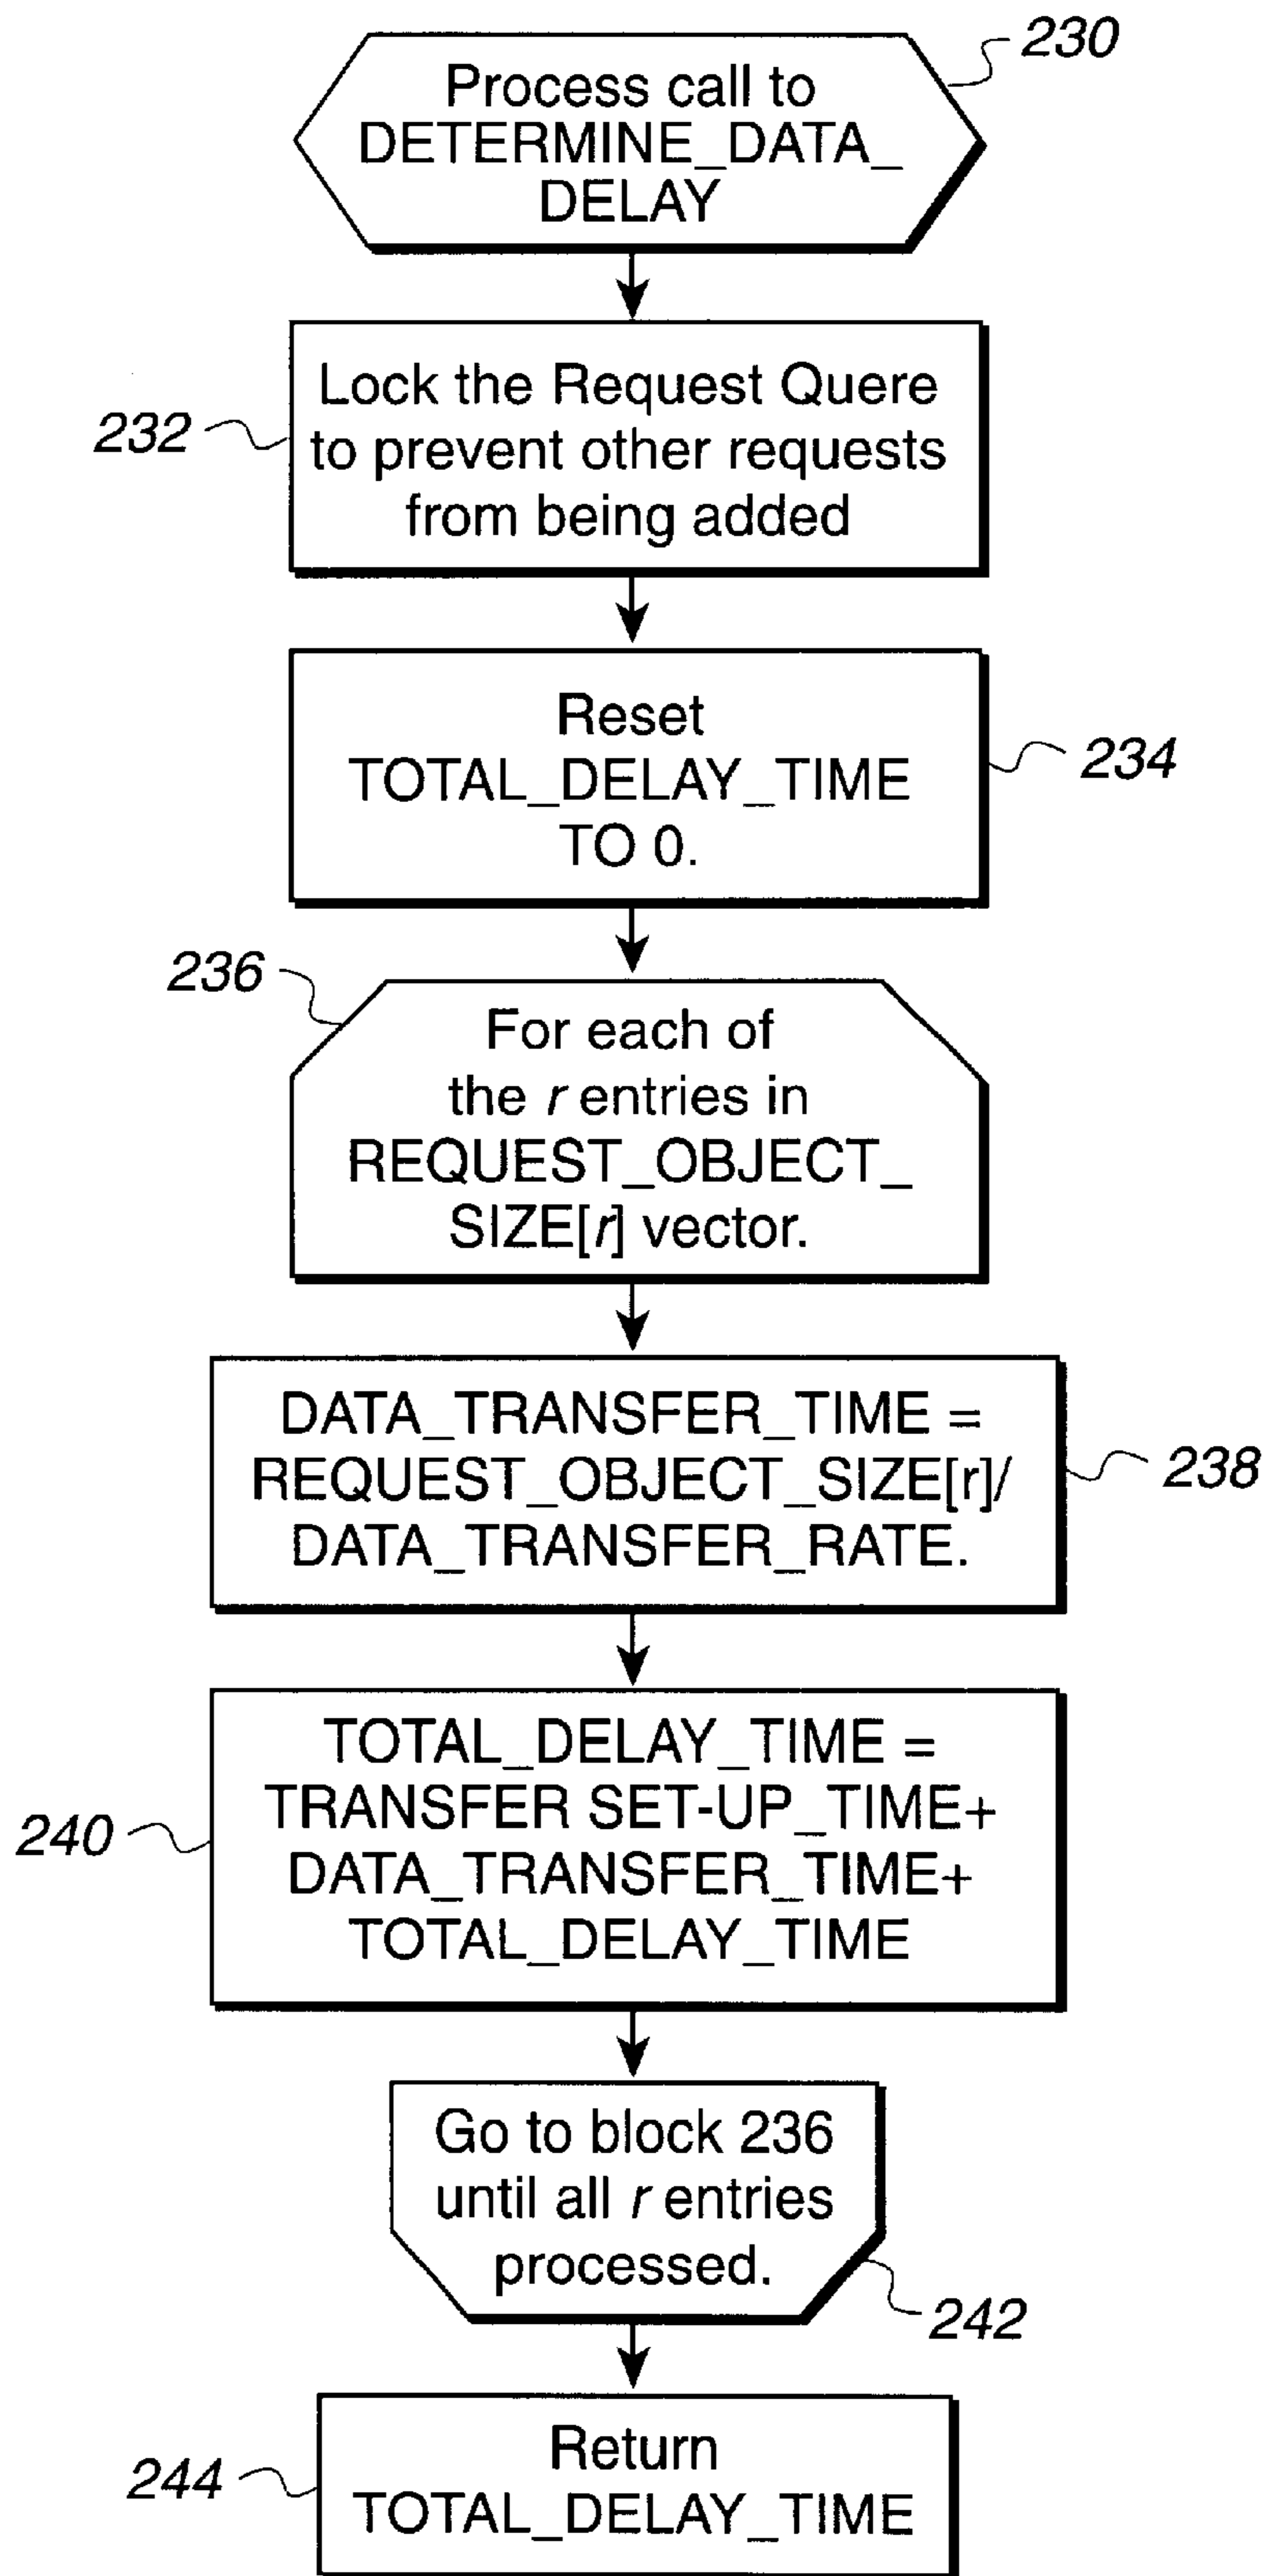 230
Process call to
DETERMINE_DATA_
DELAY
232
Lock the Request Quere
to prevent other requests
from being added
Reset
TOTAL_DELAY_TIME
TO 0.
234
236
For each of
the r entries in
REQUEST_OBJECT_
SIZE[r] vector.
DATA_TRANSFER_TIME =
REQUEST_OBJECT_SIZE[r]/
DATA_TRANSFER_RATE.
238
240
TOTAL_DELAY_TIME =
TRANSFER SET-UP_TIME+
DATA_TRANSFER_TIME+
TOTAL_DELAY_TIME
Go to block 236
until all r entries
processed.
242
244
Return
TOTAL_DELAY_TIME